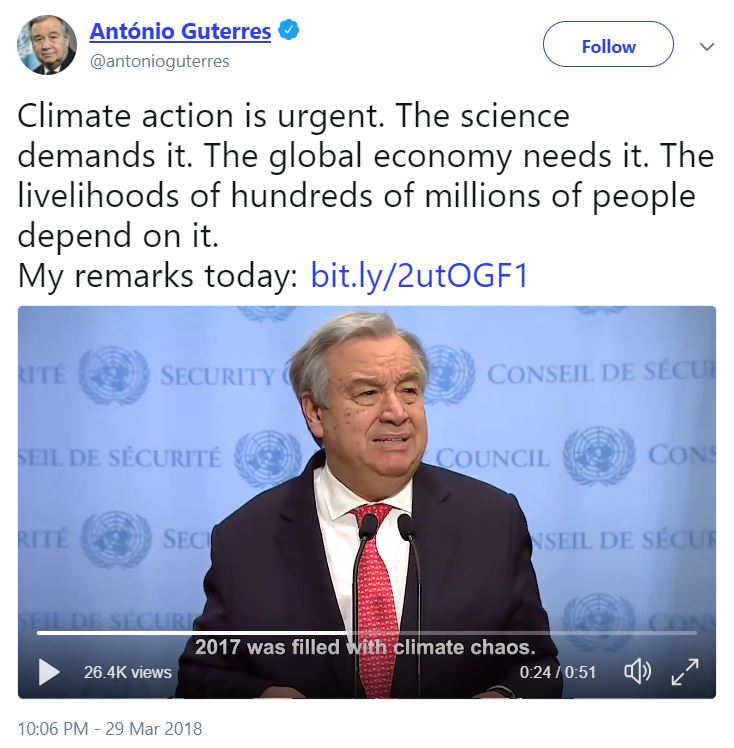 António Guterres
@antonioguterres
Follow
Climate action is urgent. The science
demands it. The global economy needs it. The
livelihoods of hundreds of millions of people
depend on it.
My remarks today: bit.ly/2utOGF1
RITÉ SECURITY CONSEIL DE SÉCU
SEIL DE SÉCURITÉ COUNCIL CONS
RITÉ SEC NSEIL DE SÉCUR
SEIL DE SÉCURI CONS
2017 was filled with climate chaos.
26.4K views 0:24 / 0:51
10:06 PM - 29 Mar 2018